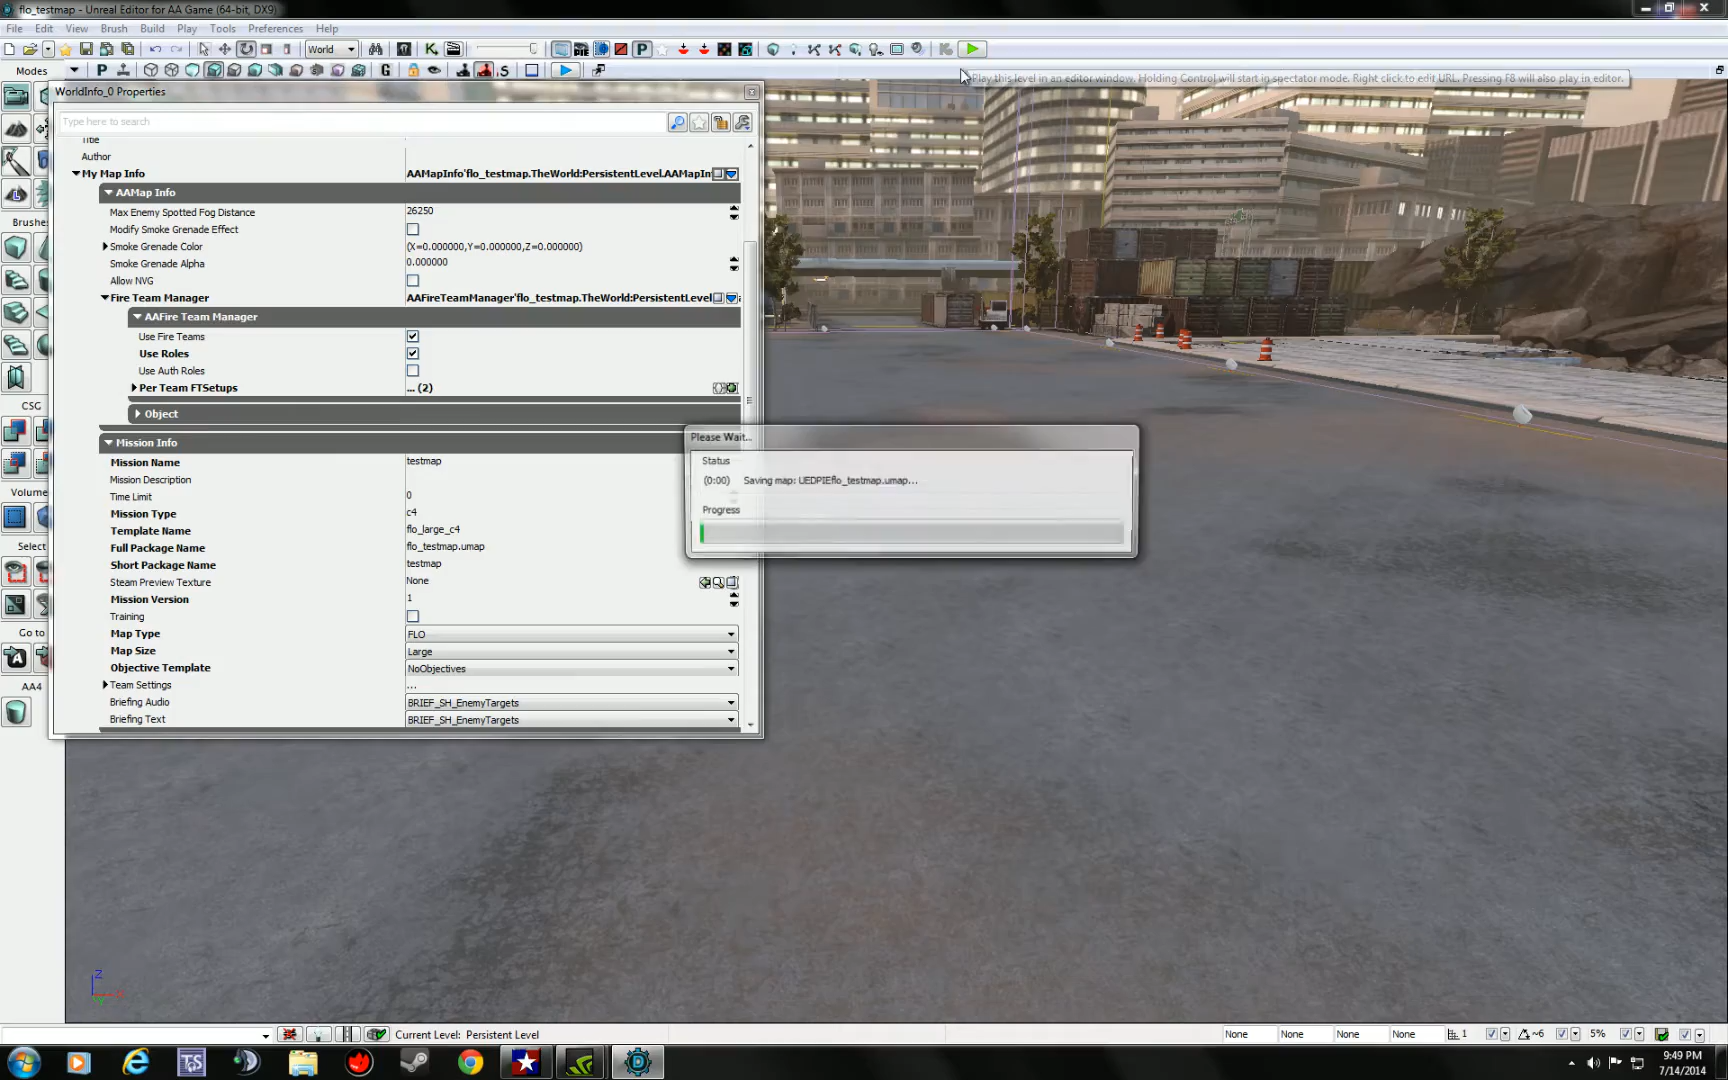 flo_testmap - Unreal Editor for AA Game (64-bit, DX9)
File Edit View Brush Build Play Tools Preferences Help
World
Modes
Play this level in an editor window. Holding Control will start in spectator mode. Right click to edit URL. Pressing F8 will also play in editor.
WorldInfo_0 Properties
Type here to search
Title
Author
My Map Info AAMapInfo'flo_testmap.TheWorld:PersistentLevel.AAMapIn
AAMap Info
Max Enemy Spotted Fog Distance 26250
Modify Smoke Grenade Effect
Smoke Grenade Color (X=0.000000,Y=0.000000,Z=0.000000)
Smoke Grenade Alpha 0.000000
Allow NVG
Fire Team Manager AAFireTeamManager'flo_testmap.TheWorld:PersistentLevel
AAFire Team Manager
Use Fire Teams
Use Roles
Use Auth Roles
Per Team FTSetups ... (2)
Object
Mission Info
Mission Name testmap
Mission Description
Time Limit 0
Mission Type c4
Template Name flo_large_c4
Full Package Name flo_testmap.umap
Short Package Name testmap
Steam Preview Texture None
Mission Version 1
Training
Map Type FLO
Map Size Large
Objective Template NoObjectives
Team Settings ...
Briefing Audio BRIEF_SH_EnemyTargets
Briefing Text BRIEF_SH_EnemyTargets
Brushes
CSG
Volume
Select
Go to
AA4
Please Wait...
Status
(0:00) Saving map: UEDPIEflo_testmap.umap...
Progress
Z
Current Level: Persistent Level
None None None None 1 ~6 5%
9:49 PM
7/14/2014